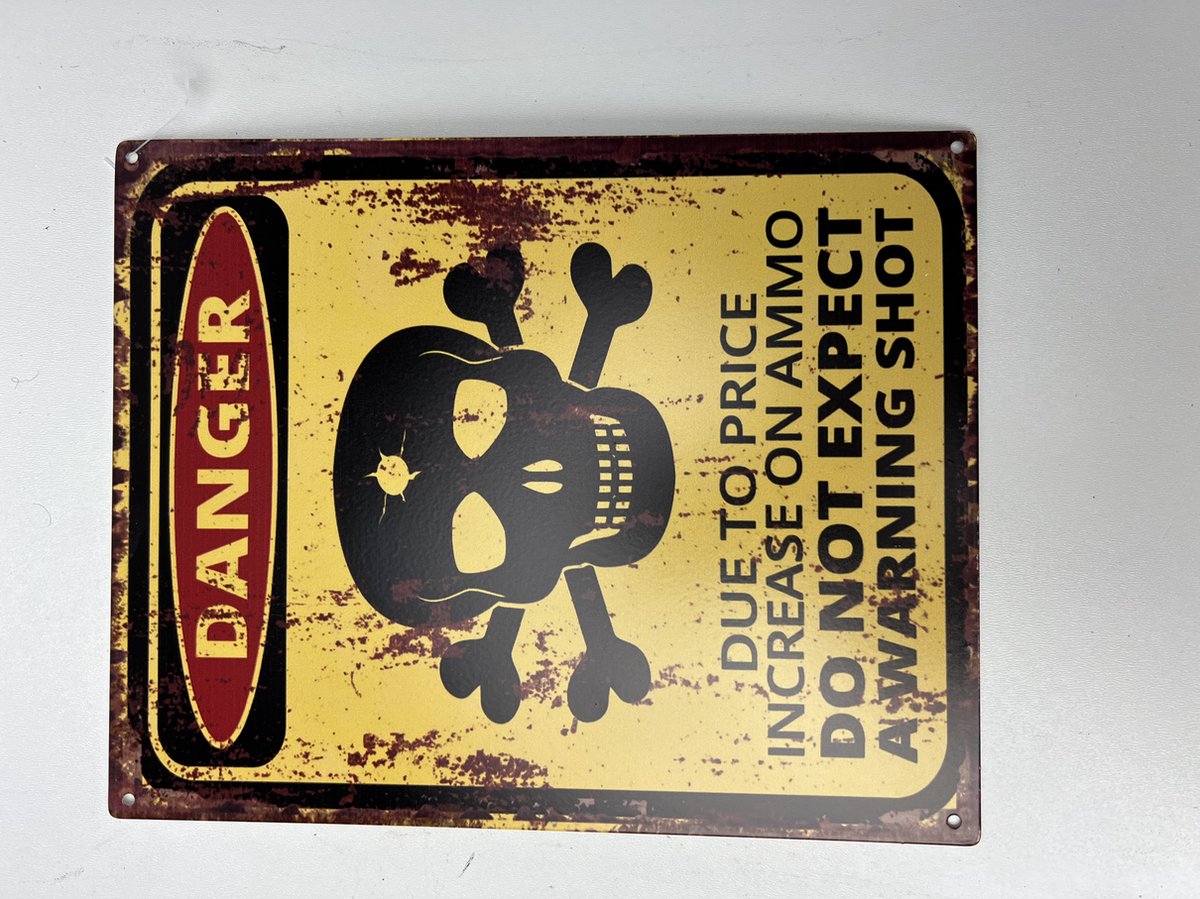 DANGER
DUE TO PRICE
INCREASE ON AMMO
DO NOT EXPECT
A WARNING SHOT